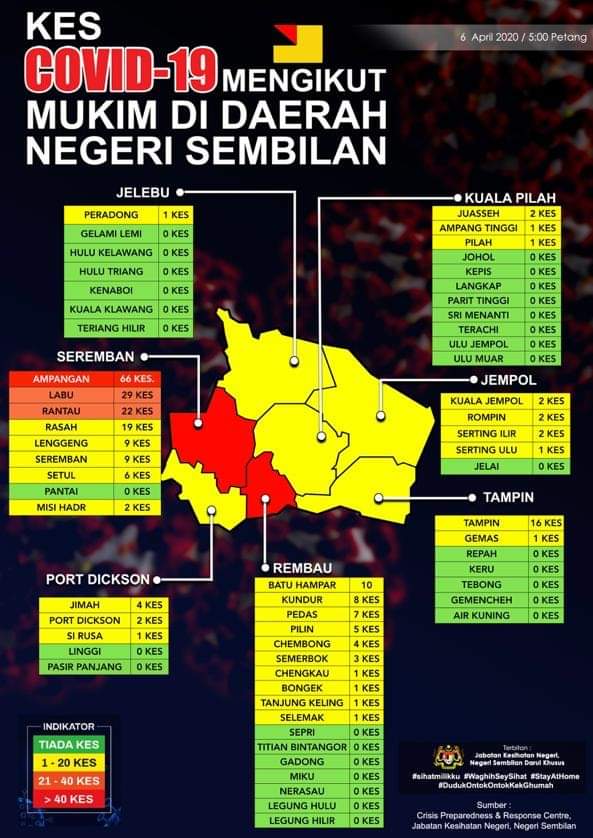 KES
COVID-19 MENGIKUT
MUKIM DI DAERAH
NEGERI SEMBILAN
6 April 2020 / 5:00 Petang
JELEBU
PERADONG 1 KES
GELAMI LEMI 0 KES
HULU KELAWANG 0 KES
HULU TRIANG 0 KES
KENABOI 0 KES
KUALA KLAWANG 0 KES
TERIANG HILIR 0 KES
KUALA PILAH
JUASSEH 2 KES
AMPANG TINGGI 1 KES
PILAH 1 KES
JOHOL 0 KES
KEPIS 0 KES
LANGKAP 0 KES
PARIT TINGGI 0 KES
SRI MENANTI 0 KES
TERACHI 0 KES
ULU JEMPOL 0 KES
ULU MUAR 0 KES
SEREMBAN
AMPANGAN 66 KES.
LABU 29 KES
RANTAU 22 KES
RASAH 19 KES
LENGGENG 9 KES
SEREMBAN 9 KES
SETUL 6 KES
PANTAI 0 KES
MISI HADR 2 KES
JEMPOL
KUALA JEMPOL 2 KES
ROMPIN 2 KES
SERTING ILIR 2 KES
SERTING ULU 1 KES
JELAI 0 KES
TAMPIN
TAMPIN 16 KES
GEMAS 1 KES
REPAH 0 KES
KERU 0 KES
TEBONG 0 KES
GEMENCHEH 0 KES
AIR KUNING 0 KES
PORT DICKSON
JIMAH 4 KES
PORT DICKSON 2 KES
SI RUSA 1 KES
LINGGI 0 KES
PASIR PANJANG 0 KES
REMBAU
BATU HAMPAR 10
KUNDUR 8 KES
PEDAS 7 KES
PILIN 5 KES
CHEMBONG 4 KES
SEMERBOK 3 KES
CHENGKAU 1 KES
BONGEK 1 KES
TANJUNG KELING 1 KES
SELEMAK 1 KES
SEPRI 0 KES
TITIAN BINTANGOR 0 KES
GADONG 0 KES
MIKU 0 KES
NERASAU 0 KES
LEGUNG HULU 0 KES
LEGUNG HILIR 0 KES
INDIKATOR
TIADA KES
1 - 20 KES
21 - 40 KES
> 40 KES
Terbitan :
Jabatan Kesihatan Negeri,
Negeri Sembilan Darul Khusus
#sihatmilikku #WaghihSeySihat #StayAtHome
#DudukOntokOntokKekGhumah
Sumber :
Crisis Preparedness & Response Centre,
Jabatan Kesihatan Negeri, Negeri Sembilan